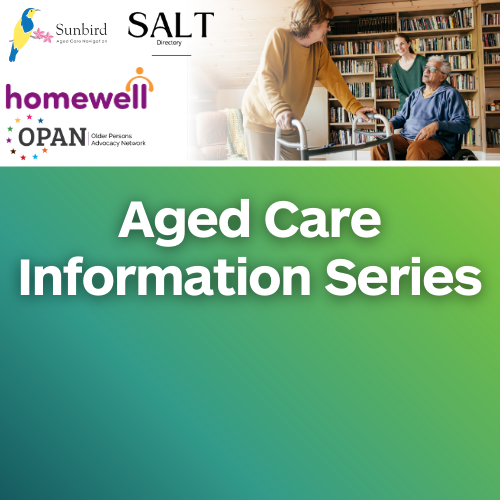 Sunbird
Aged Care Navigation
SALT
Directory
homewell
OPAN
Older Persons
Advocacy Network
Aged Care
Information Series